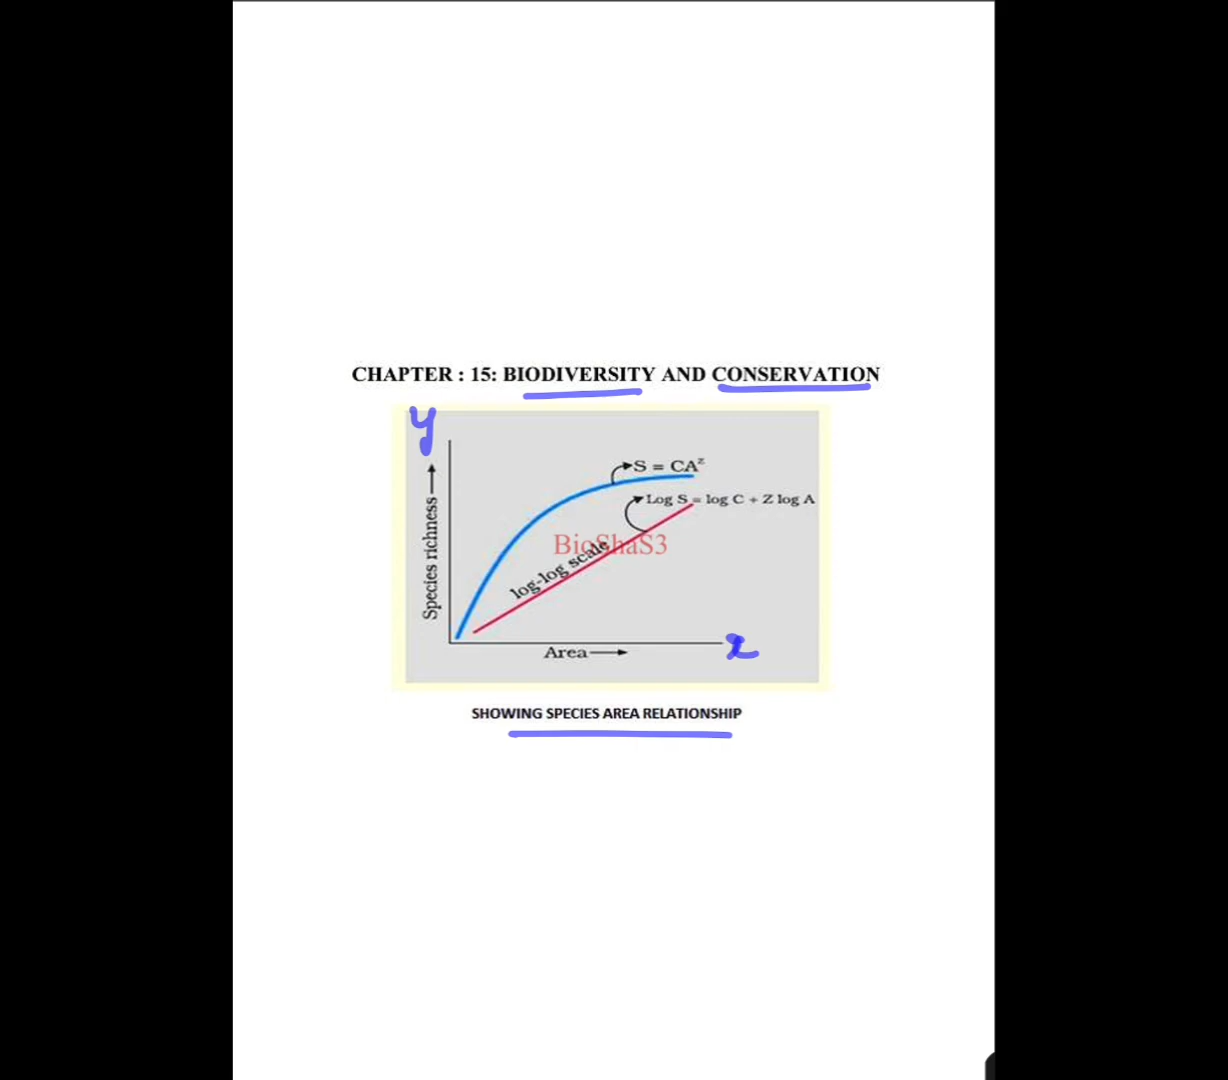 CHAPTER : 15: BIODIVERSITY AND CONSERVATION
y
S = CAᶻ
Log S = log C + Z log A
Species richness
BioShaS3
log-log scale
x
Area
SHOWING SPECIES AREA RELATIONSHIP